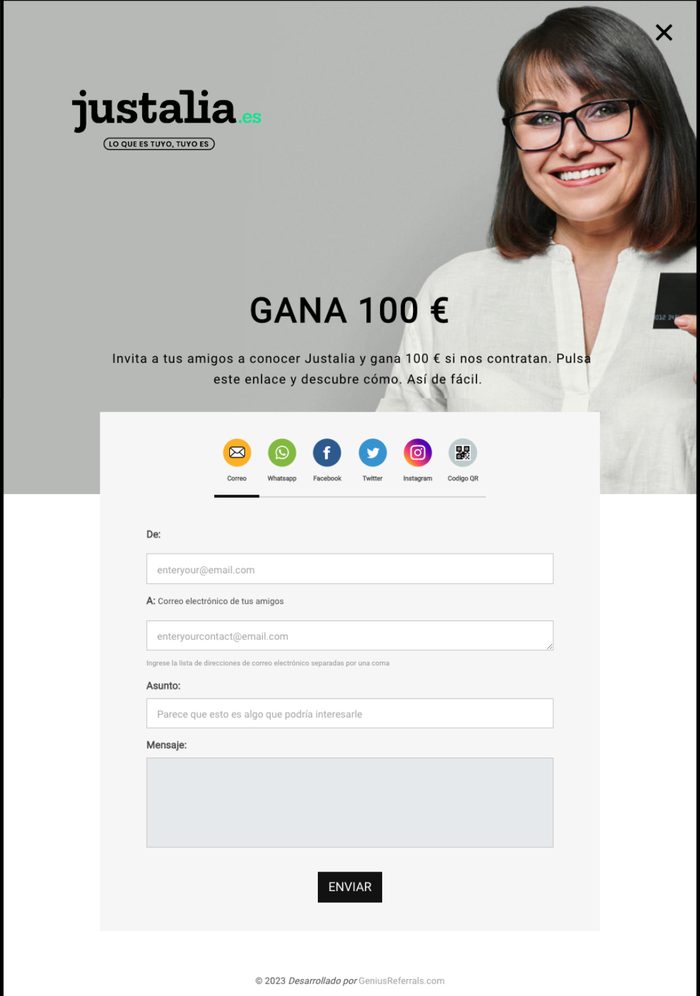 justalia.es
LO QUE ES TUYO, TUYO ES
GANA 100 €
Invita a tus amigos a conocer Justalia y gana 100 € si nos contratan. Pulsa
este enlace y descubre cómo. Así de fácil.
Correo Whatsapp Facebook Twitter Instagram Codigo QR
De:
enteryour@email.com
A: Correo electrónico de tus amigos
enteryourcontact@email.com
Ingrese la lista de direcciones de correo electrónico separadas por una coma
Asunto:
Parece que esto es algo que podría interesarle
Mensaje:
ENVIAR
© 2023 Desarrollado por GeniusReferrals.com